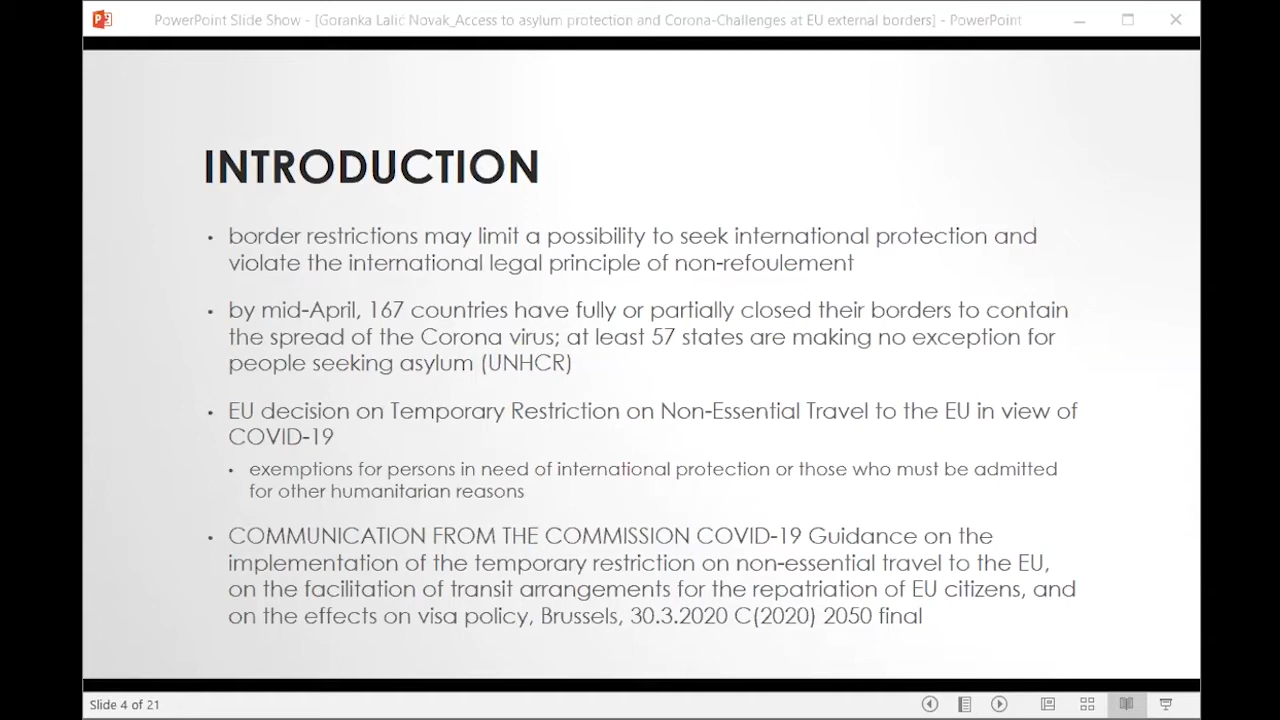 PowerPoint Slide Show - [Goranka Lalić Novak_Access to asylum protection and Corona-Challenges at EU external borders] - PowerPoint
INTRODUCTION
• border restrictions may limit a possibility to seek international protection and
violate the international legal principle of non-refoulement
• by mid-April, 167 countries have fully or partially closed their borders to contain
the spread of the Corona virus; at least 57 states are making no exception for
people seeking asylum (UNHCR)
• EU decision on Temporary Restriction on Non-Essential Travel to the EU in view of
COVID-19
• exemptions for persons in need of international protection or those who must be admitted
for other humanitarian reasons
• COMMUNICATION FROM THE COMMISSION COVID-19 Guidance on the
implementation of the temporary restriction on non-essential travel to the EU,
on the facilitation of transit arrangements for the repatriation of EU citizens, and
on the effects on visa policy, Brussels, 30.3.2020 C(2020) 2050 final
Slide 4 of 21